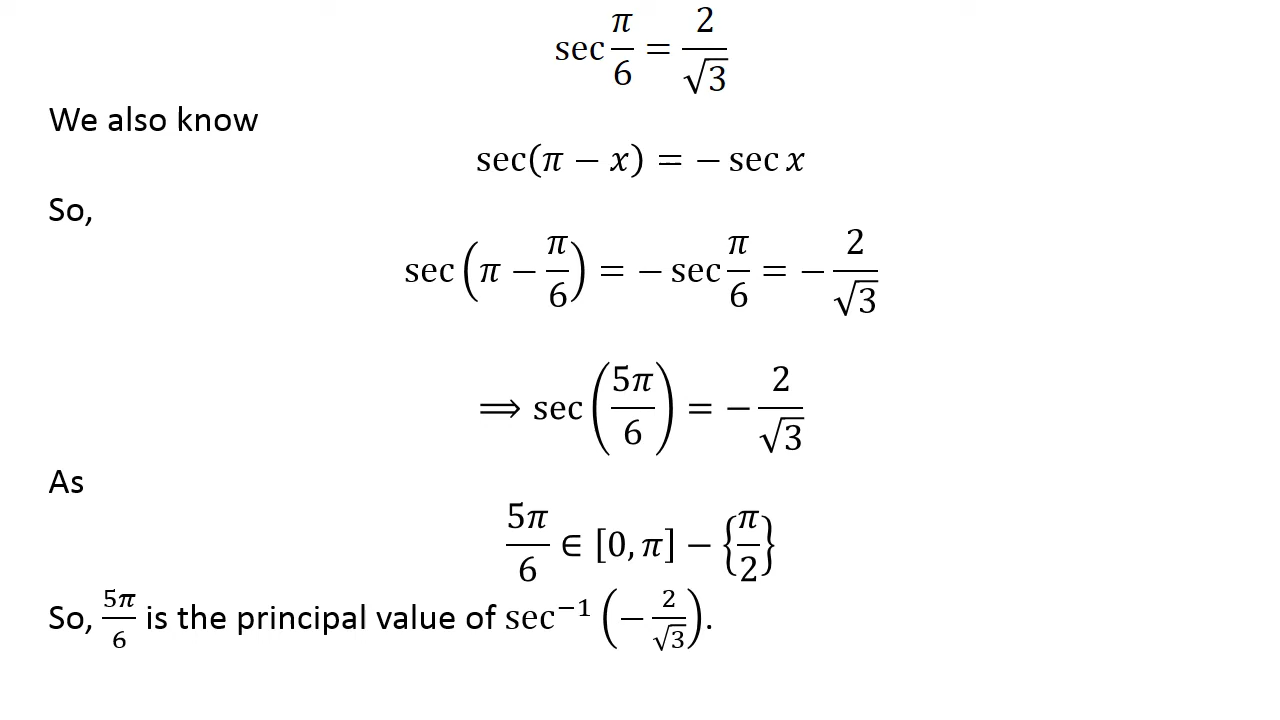 sec π/6 = 2/√3
We also know
sec(π − x) = − sec x
So,
sec(π − π/6) = − sec π/6 = − 2/√3
⟹ sec(5π/6) = − 2/√3
As
5π/6 ∈ [0, π] − {π/2}
So, 5π/6 is the principal value of sec⁻¹(− 2/√3).